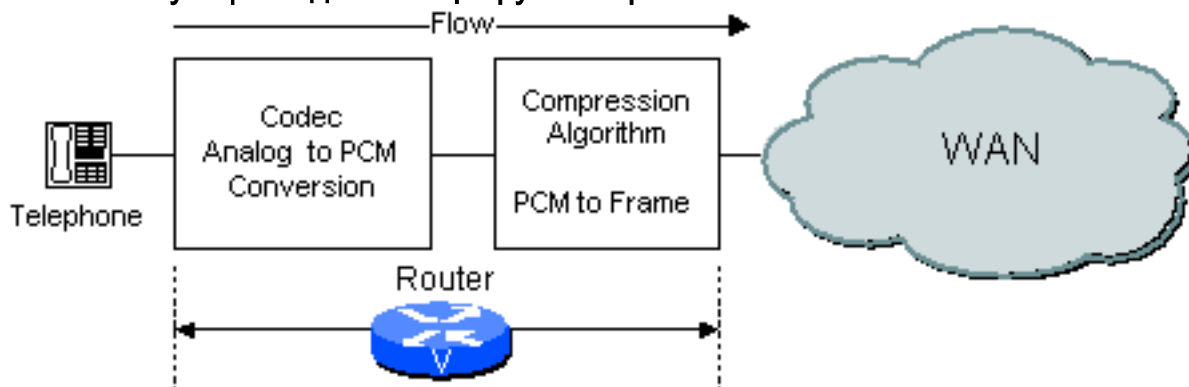 Flow
Codec
Analog to PCM
Conversion
Compression
Algorithm
PCM to Frame
WAN
Telephone
Router
V